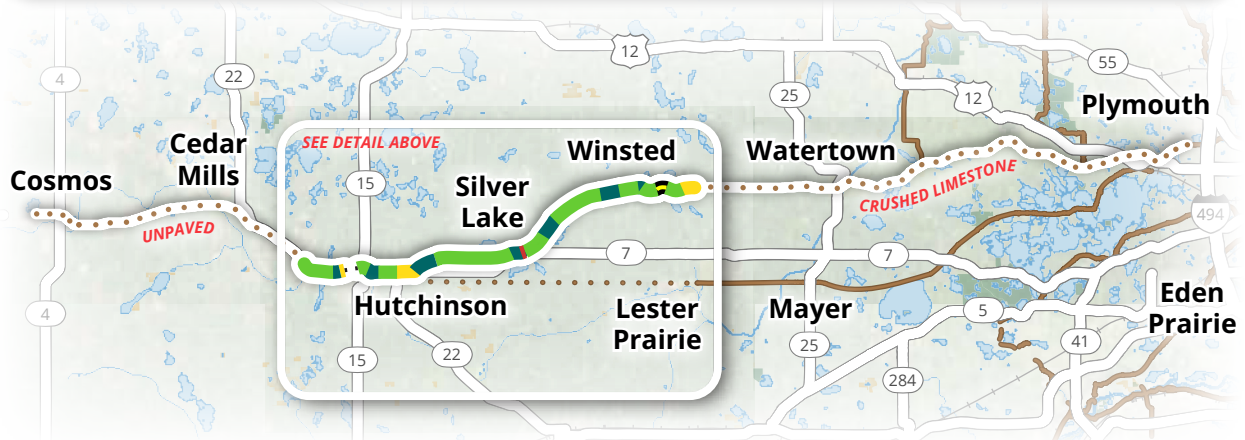 12
55
4
22
25
12
Plymouth
SEE DETAIL ABOVE
Cedar
Mills
Winsted
Watertown
Cosmos
15
Silver
Lake
CRUSHED LIMESTONE
494
UNPAVED
7
7
Hutchinson
Lester
Prairie
Mayer
5
Eden
Prairie
4
15
22
25
41
284